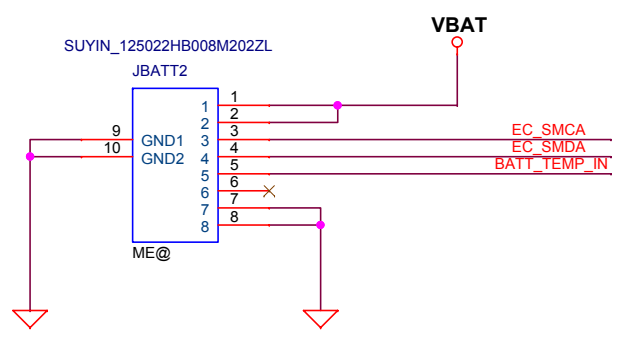 VBAT
SUYIN_125022HB008M202ZL
JBATT2
1 1
2 2
9 GND1 3 3 EC_SMCA
10 GND2 4 4 EC_SMDA
5 5 BATT_TEMP_IN
6 6
7 7
8 8
ME@